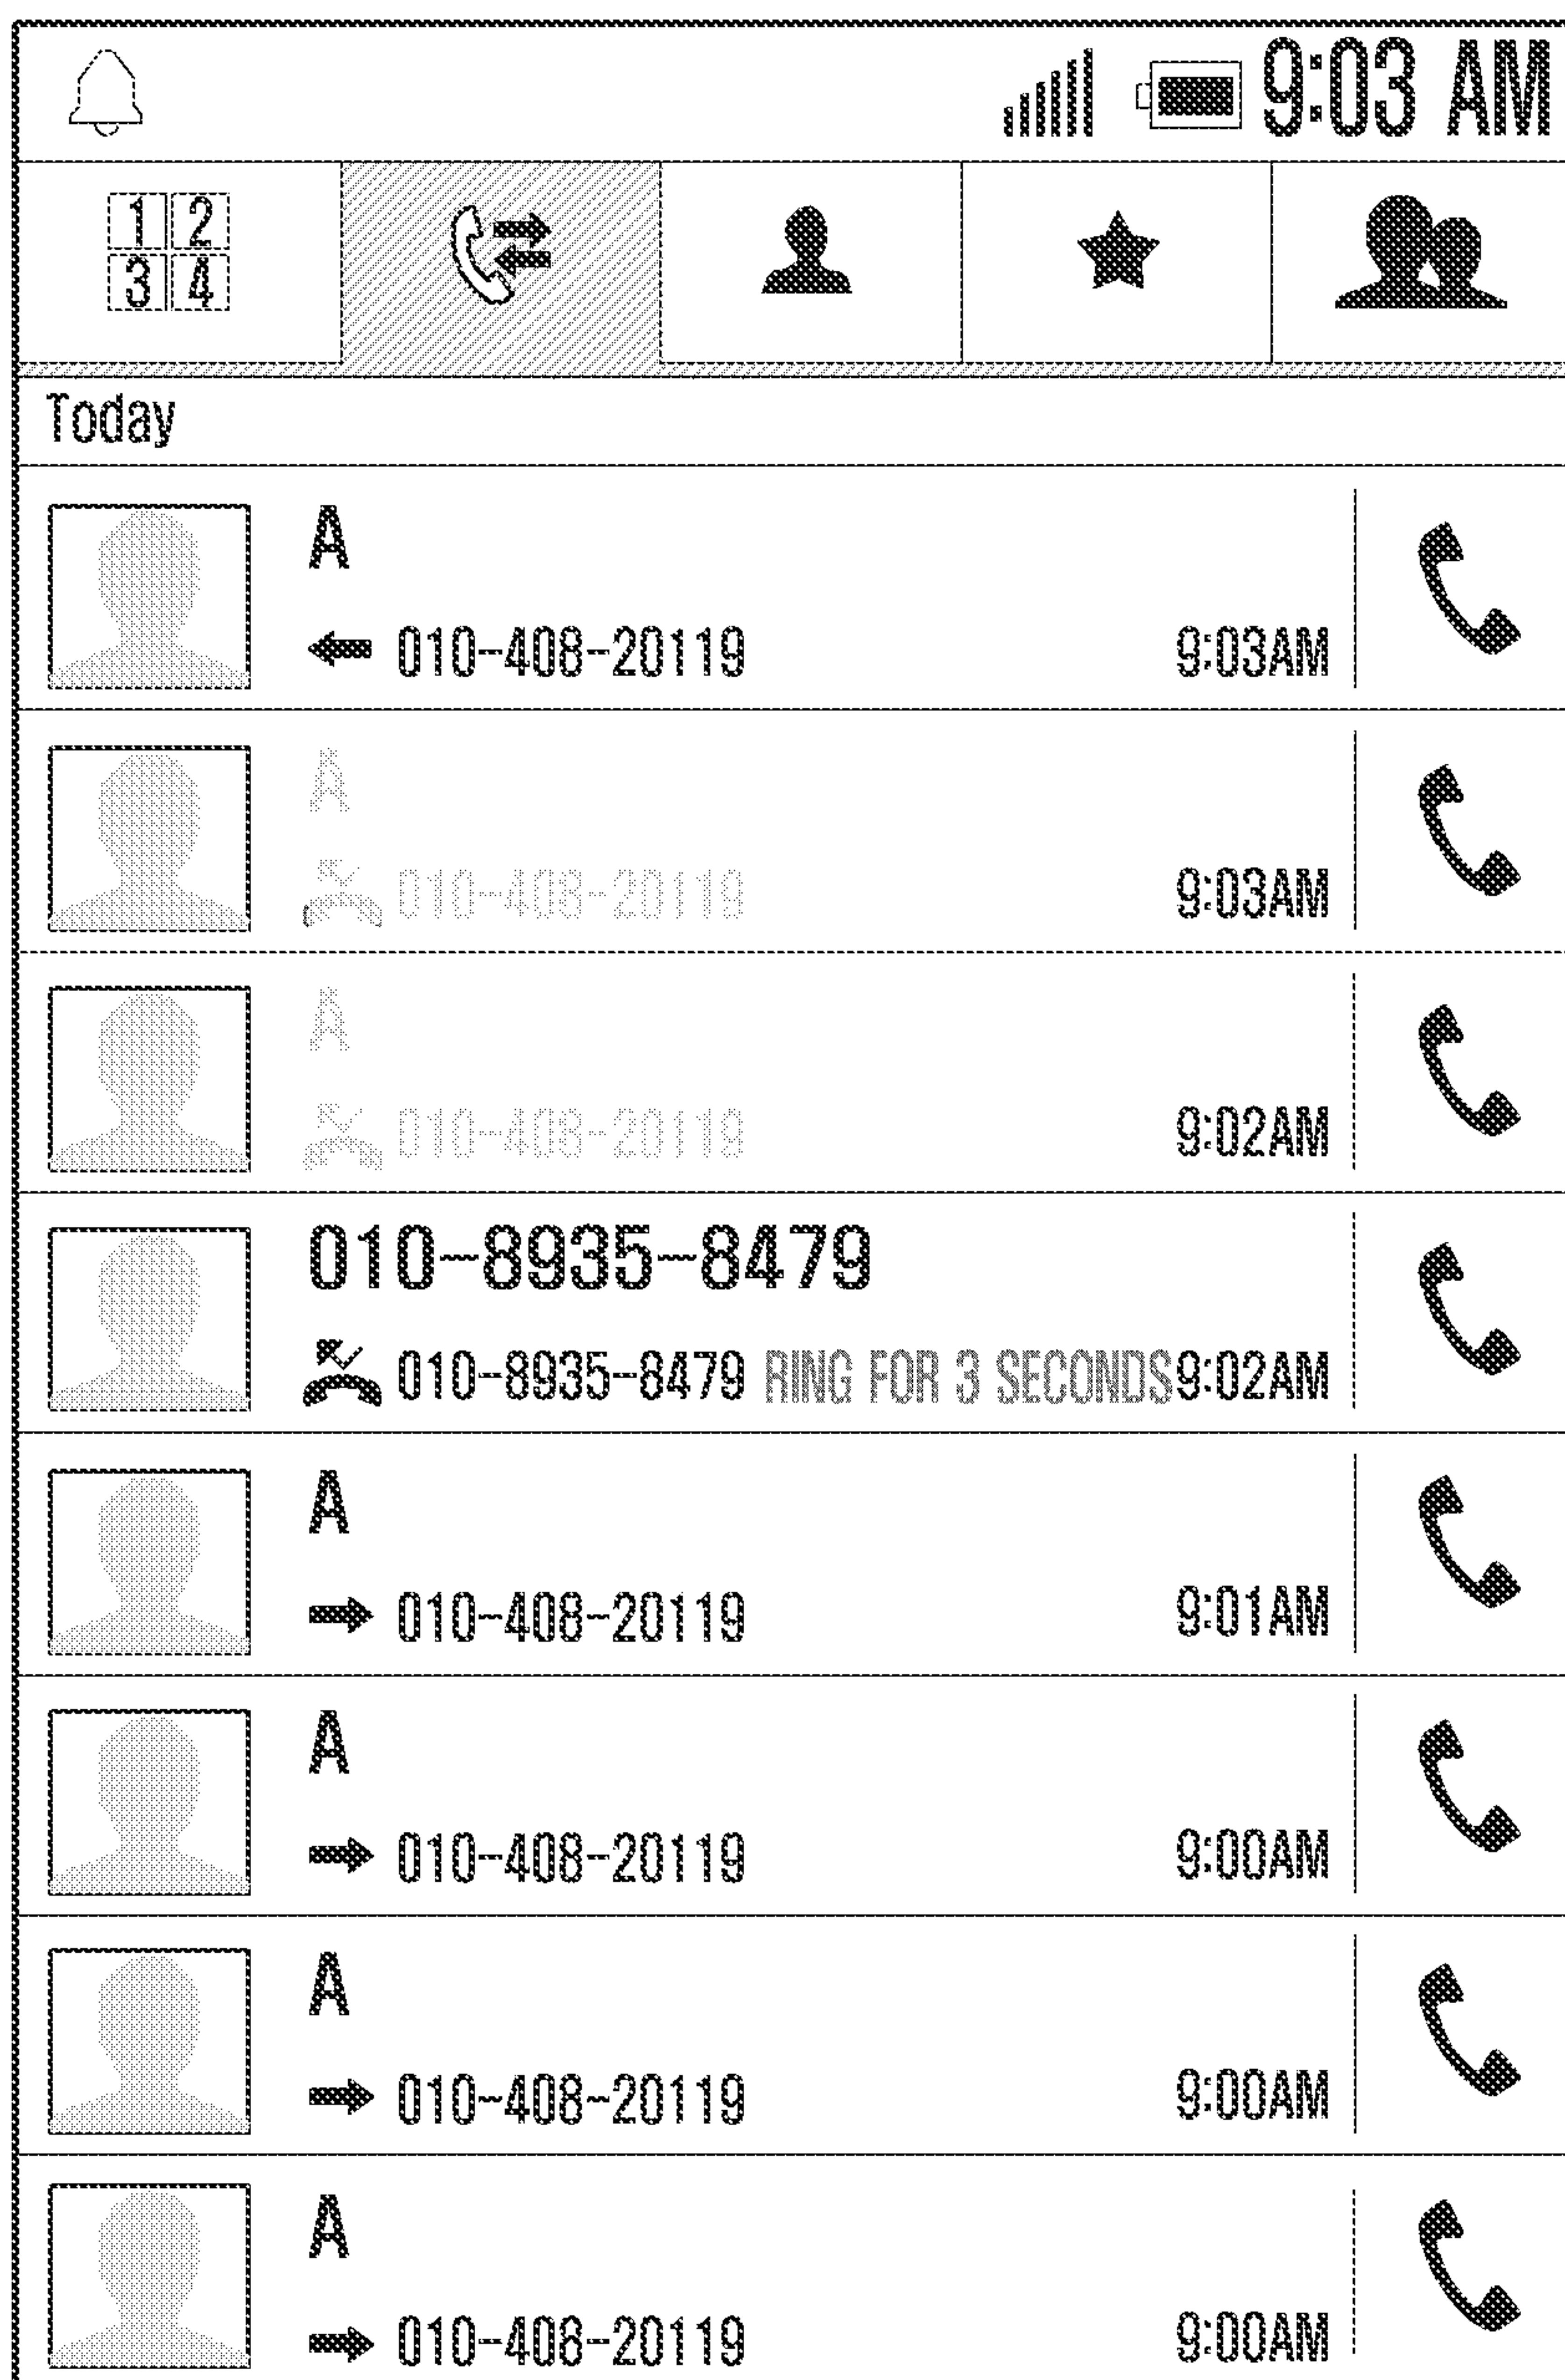 9:03 AM
1 2
3 4
Today
A
010-408-20119 9:03AM
A
010-408-20119 9:03AM
A
010-408-20119 9:02AM
010-8935-8479
010-8935-8479 RING FOR 3 SECONDS 9:02AM
A
010-408-20119 9:01AM
A
010-408-20119 9:00AM
A
010-408-20119 9:00AM
A
010-408-20119 9:00AM